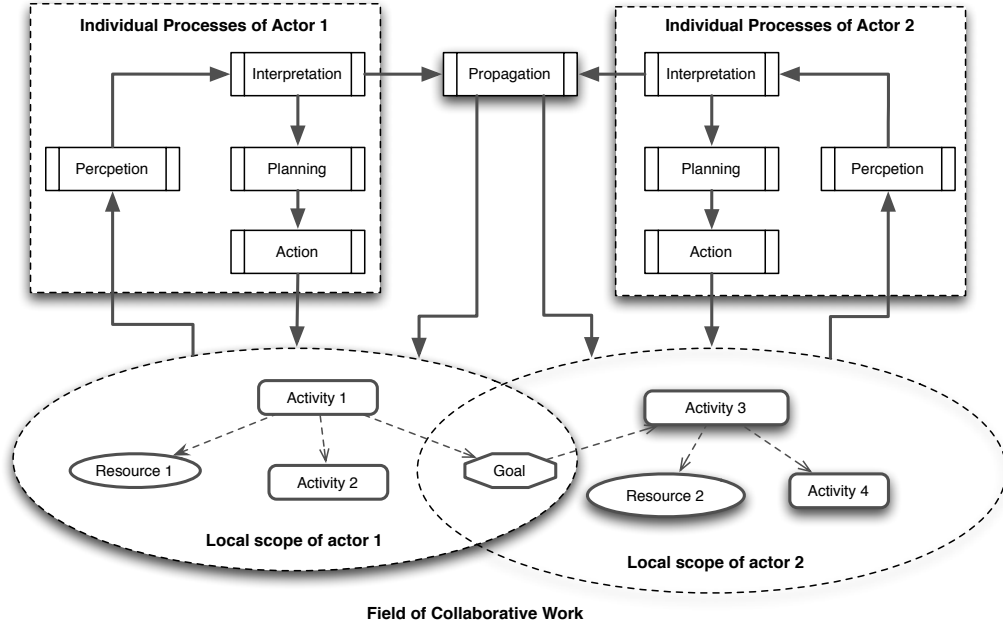 Individual Processes of Actor 1
Individual Processes of Actor 2
Interpretation
Propagation
Interpretation
Percpetion
Planning
Planning
Percpetion
Action
Action
Activity 1
Activity 3
Resource 1
Activity 2
Goal
Resource 2
Activity 4
Local scope of actor 1
Local scope of actor 2
Field of Collaborative Work